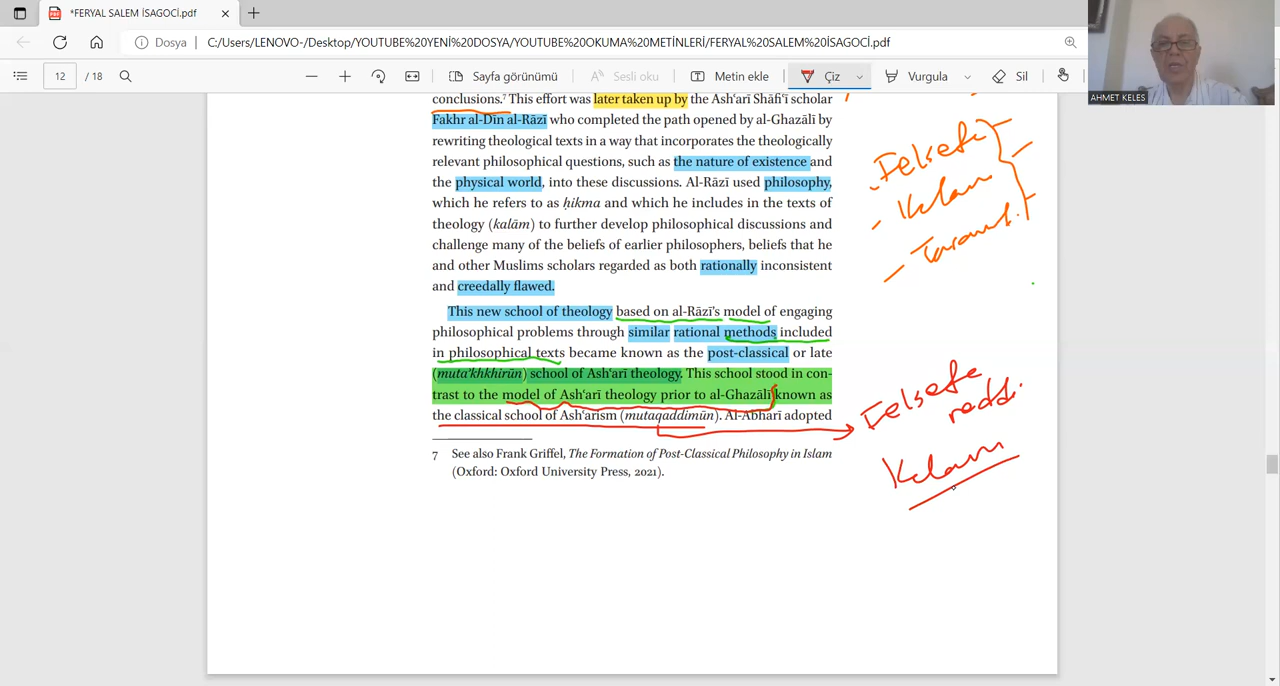 *FERYAL SALEM İSAGOCİ.pdf
Dosya
C:/Users/LENOVO-/Desktop/YOUTUBE%20YENİ%20DOSYA/YOUTUBE%20OKUMA%20METİNLERİ/FERYAL%20SALEM%20İSAGOCİ.pdf
12 / 18
Sayfa görünümü
Sesli oku
Metin ekle
Çiz
Vurgula
Sil
AHMET KELES
conclusions.7 This effort was later taken up by the Ashʿarī Shāfiʿī scholar
Fakhr al-Dīn al-Rāzī who completed the path opened by al-Ghazālī by
rewriting theological texts in a way that incorporates the theologically
relevant philosophical questions, such as the nature of existence and
the physical world, into these discussions. Al-Rāzī used philosophy,
which he refers to as ḥikma and which he includes in the texts of
theology (kalām) to further develop philosophical discussions and
challenge many of the beliefs of earlier philosophers, beliefs that he
and other Muslims scholars regarded as both rationally inconsistent
and creedally flawed.
This new school of theology based on al-Rāzī's model of engaging
philosophical problems through similar rational methods included
in philosophical texts became known as the post-classical or late
(muta'khkhirūn) school of Ashʿarī theology. This school stood in con-
trast to the model of Ashʿarī theology prior to al-Ghazālī known as
the classical school of Ashʿarism (mutaqaddimūn). Al-Abharī adopted
7 See also Frank Griffel, The Formation of Post-Classical Philosophy in Islam
(Oxford: Oxford University Press, 2021).
Felsefe
Kelam
Felsefe
reddi
Kelam